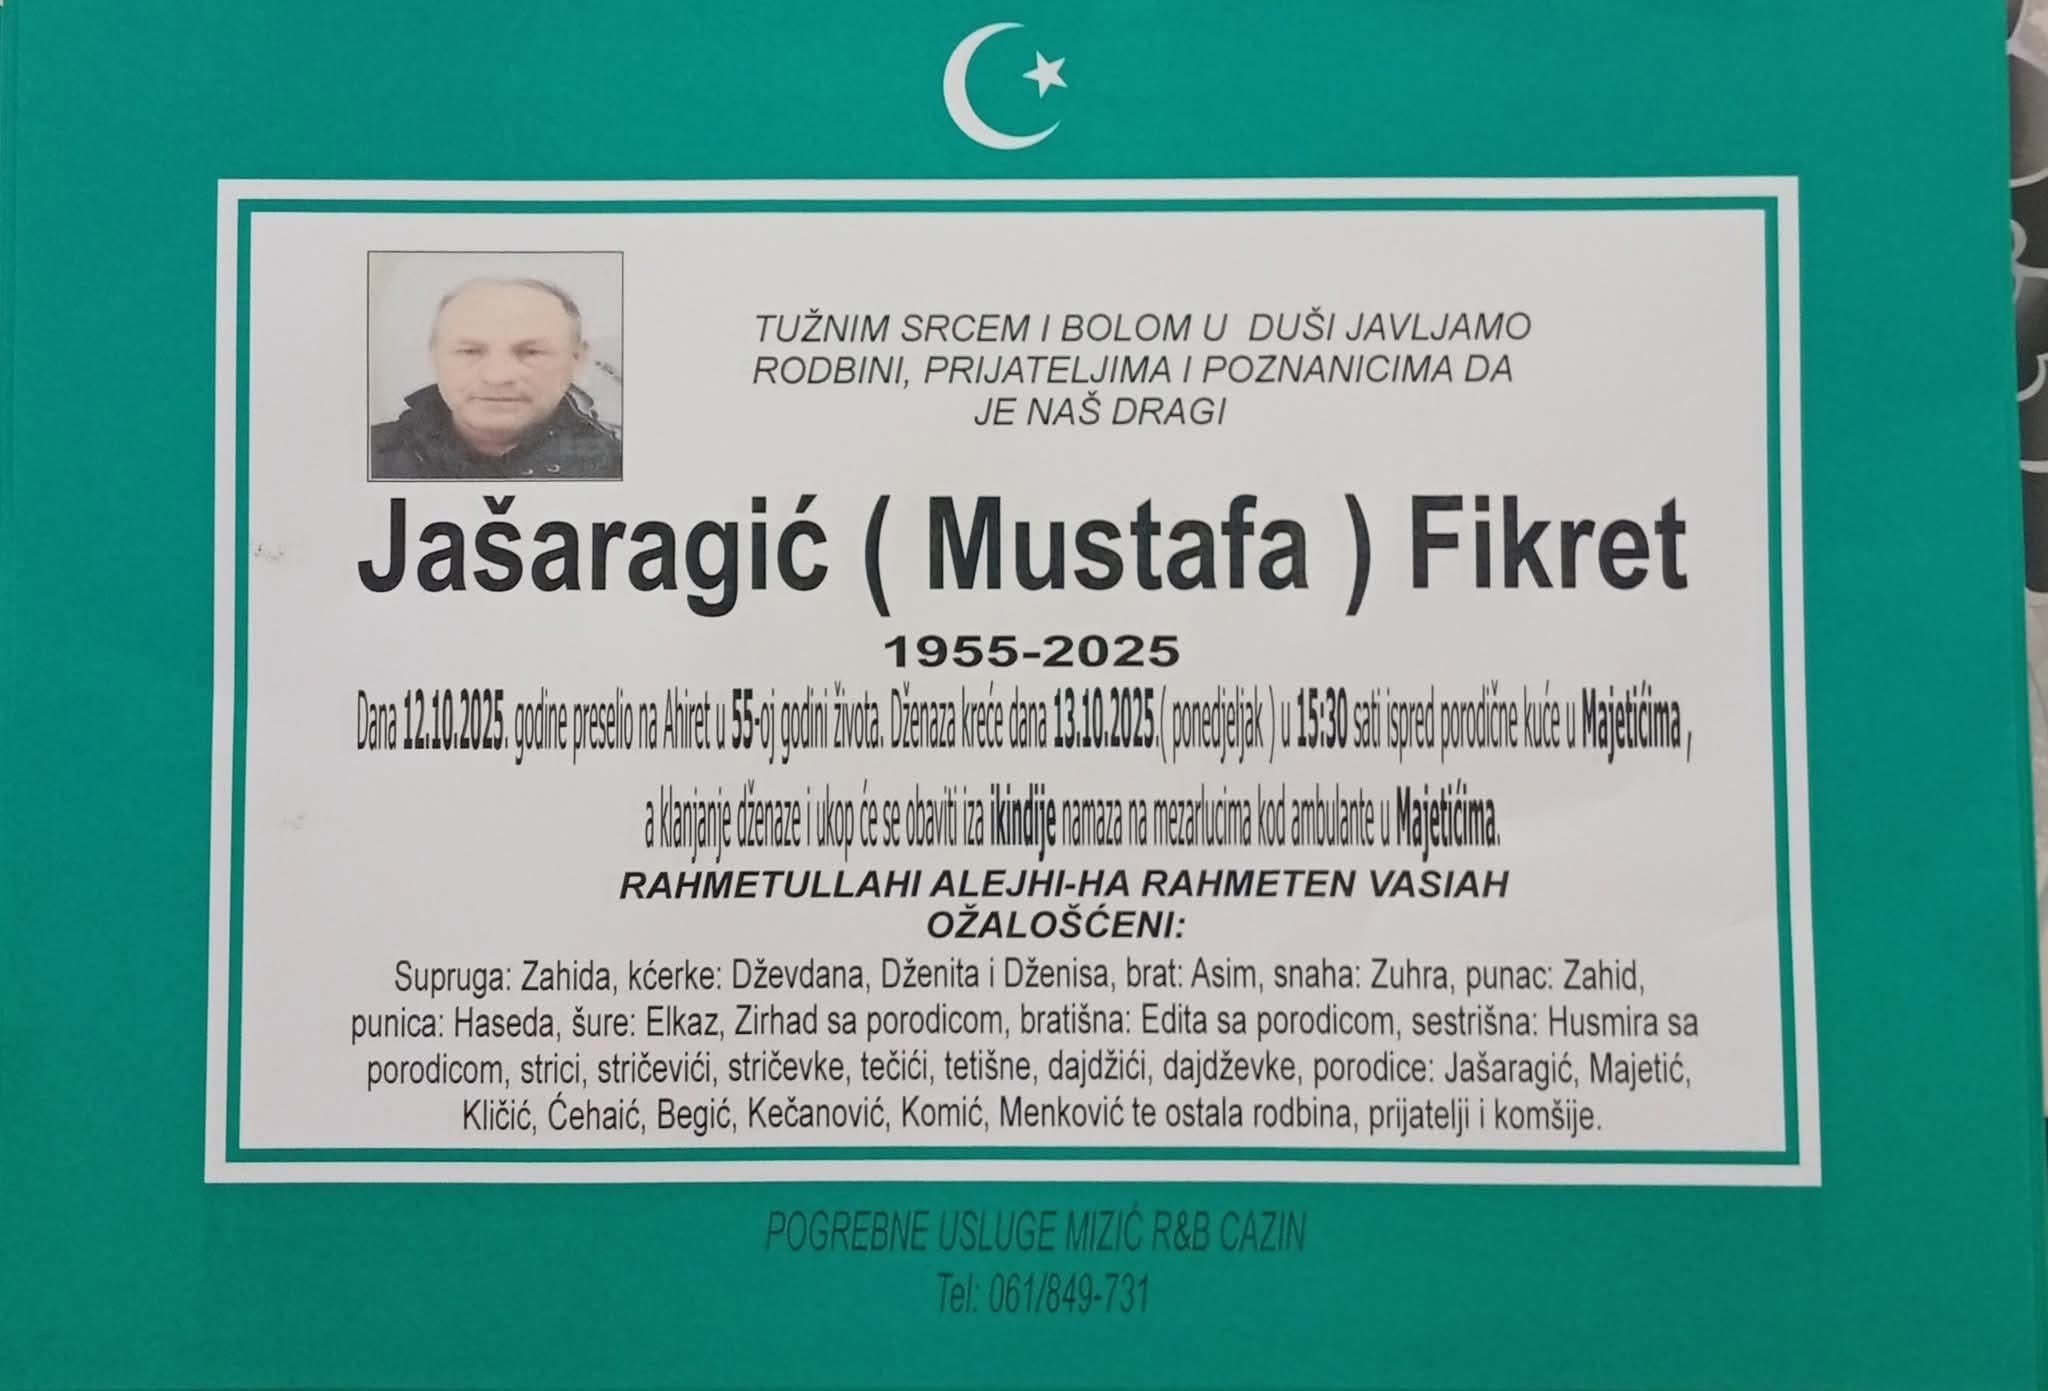 TUŽNIM SRCEM I BOLOM U DUŠI JAVLJAMO
RODBINI, PRIJATELJIMA I POZNANICIMA DA
JE NAŠ DRAGI
Jašaragić ( Mustafa ) Fikret
1955-2025
Dana 12.10.2025. godine preselio na Ahiret u 55-oj godini života. Dženaza kreće dana 13.10.2025.( ponedjeljak ) u 15:30 sati ispred porodične kuće u Majetićima ,
a klanjanje dženaze i ukop će se obaviti iza ikindije namaza na mezarlucima kod ambulante u Majetićima.
RAHMETULLAHI ALEJHI-HA RAHMETEN VASIAH
OŽALOŠĆENI:
Supruga: Zahida, kćerke: Dževdana, Dženita i Dženisa, brat: Asim, snaha: Zuhra, punac: Zahid,
punica: Haseda, šure: Elkaz, Zirhad sa porodicom, bratišna: Edita sa porodicom, sestrišna: Husmira sa
porodicom, strici, stričevići, stričevke, tečići, tetišne, dajdžići, dajdževke, porodice: Jašaragić, Majetić,
Kličić, Ćehaić, Begić, Kečanović, Komić, Menković te ostala rodbina, prijatelji i komšije.
POGREBNE USLUGE MIZIĆ R&B CAZIN
Tel: 061/849-731